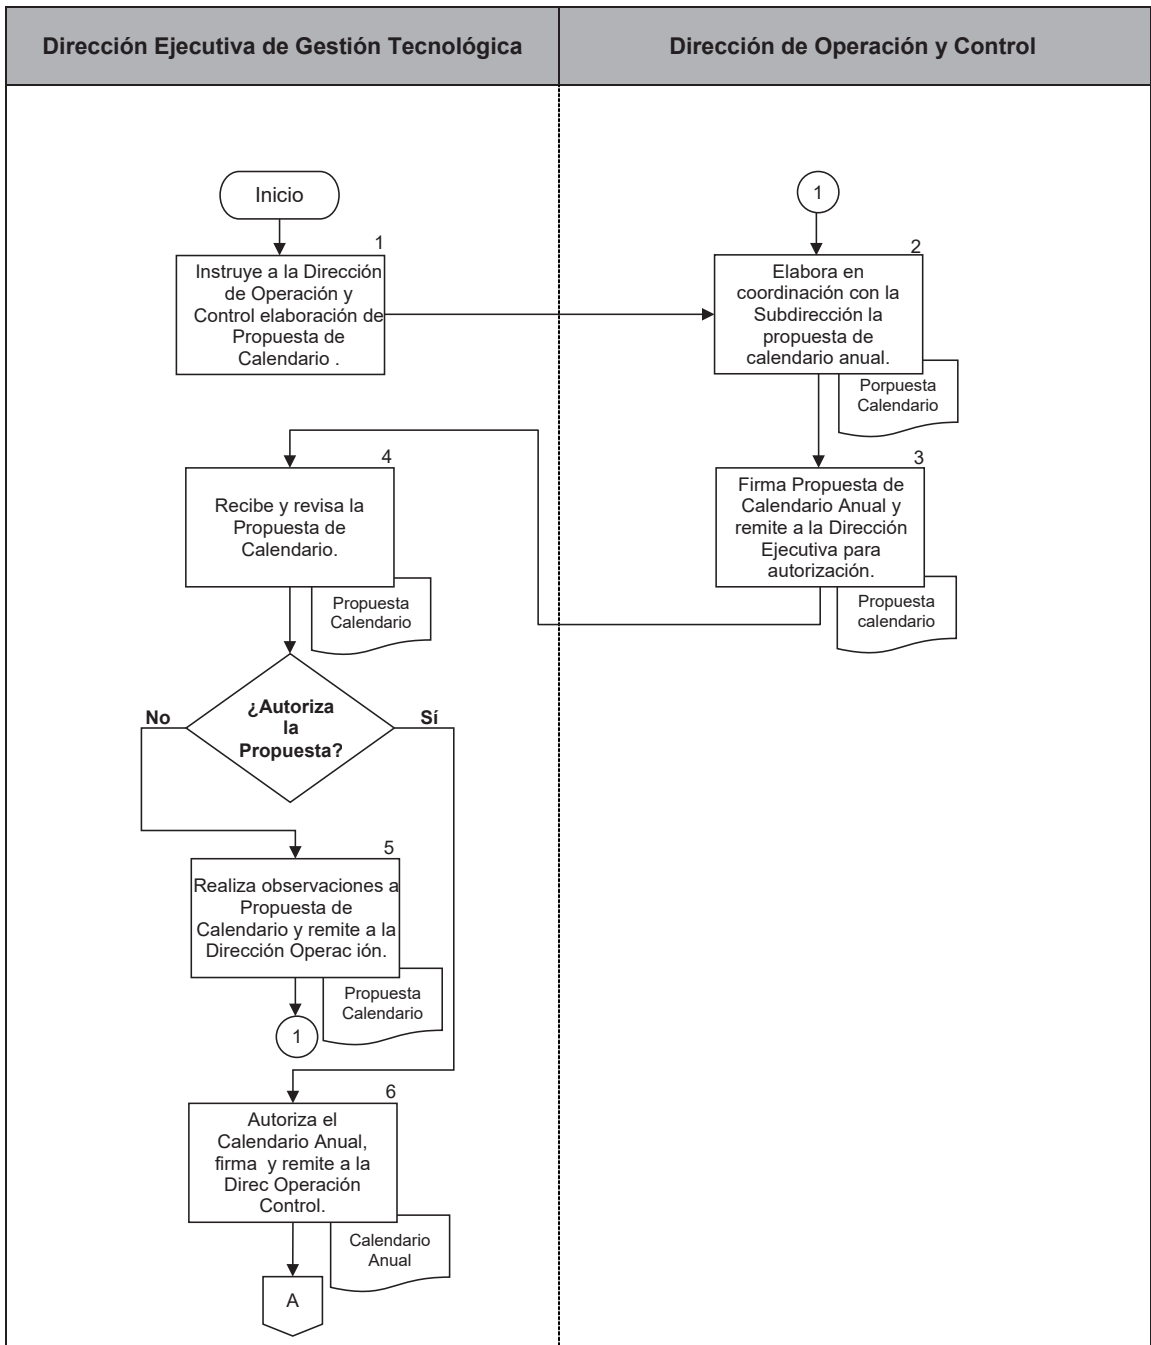 Dirección Ejecutiva de Gestión Tecnológica
Dirección de Operación y Control
Inicio
1
Instruye a la Dirección
de Operación y
Control elaboración de
Propuesta de
Calendario .
1
2
Elabora en
coordinación con la
Subdirección la
propuesta de
calendario anual.
Porpuesta
Calendario
3
Firma Propuesta de
Calendario Anual y
remite a la Dirección
Ejecutiva para
autorización.
Propuesta
calendario
4
Recibe y revisa la
Propuesta de
Calendario.
Propuesta
Calendario
¿Autoriza
la
Propuesta?
No
Sí
5
Realiza observaciones a
Propuesta de
Calendario y remite a la
Dirección Operac ión.
Propuesta
Calendario
1
6
Autoriza el
Calendario Anual,
firma  y remite a la
Direc Operación
Control.
Calendario
Anual
A